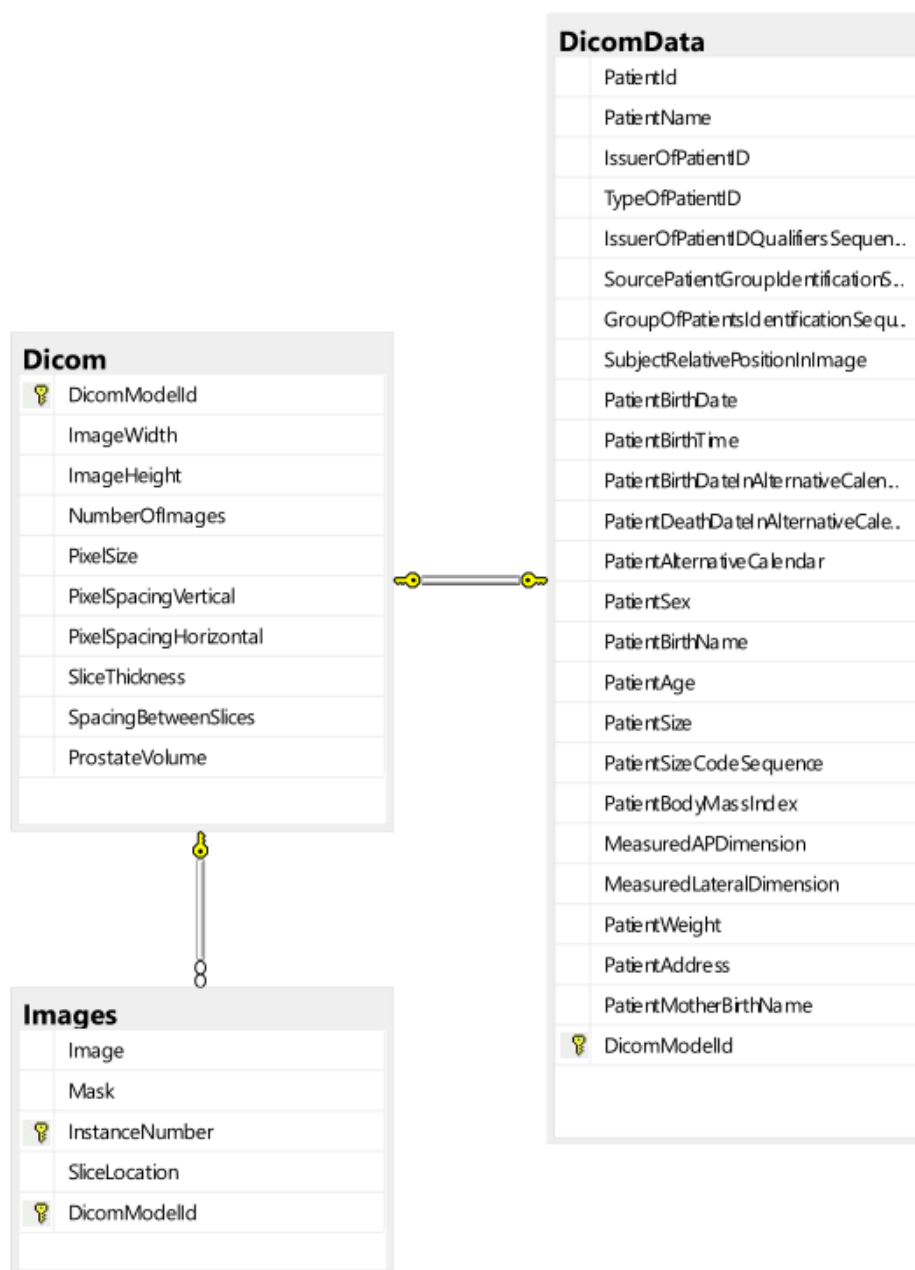 DicomData
PatientId
PatientName
IssuerOfPatientID
TypeOfPatientID
IssuerOfPatientIDQualifiersSequen...
SourcePatientGroupIdentificationS...
GroupOfPatientsIdentificationSequ...
SubjectRelativePositionInImage
PatientBirthDate
PatientBirthTime
PatientBirthDateInAlternativeCalen...
PatientDeathDateInAlternativeCale...
PatientAlternativeCalendar
PatientSex
PatientBirthName
PatientAge
PatientSize
PatientSizeCodeSequence
PatientBodyMassIndex
MeasuredAPDimension
MeasuredLateralDimension
PatientWeight
PatientAddress
PatientMotherBirthName
DicomModelId
Dicom
DicomModelId
ImageWidth
ImageHeight
NumberOfImages
PixelSize
PixelSpacingVertical
PixelSpacingHorizontal
SliceThickness
SpacingBetweenSlices
ProstateVolume
Images
Image
Mask
InstanceNumber
SliceLocation
DicomModelId